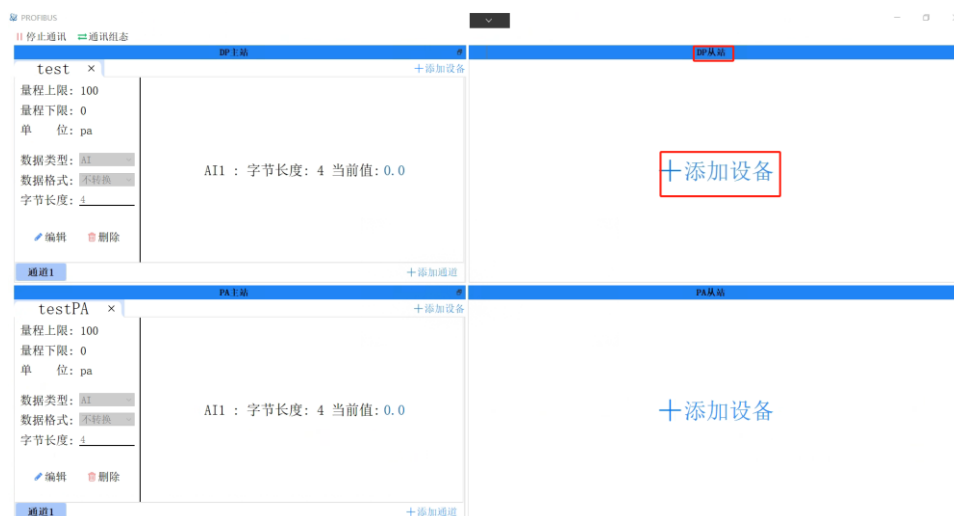 PROFIBUS
停止通讯 通讯组态
DP主站
test ×
+添加设备
量程上限: 100
量程下限: 0
单 位: pa
数据类型: AI
数据格式: 不转换
字节长度: 4
编辑 删除
AI1 : 字节长度: 4 当前值: 0.0
通道1
+添加通道
DP从站
+添加设备
PA主站
testPA ×
+添加设备
量程上限: 100
量程下限: 0
单 位: pa
数据类型: AI
数据格式: 不转换
字节长度: 4
编辑 删除
AI1 : 字节长度: 4 当前值: 0.0
通道1
+添加通道
PA从站
+添加设备